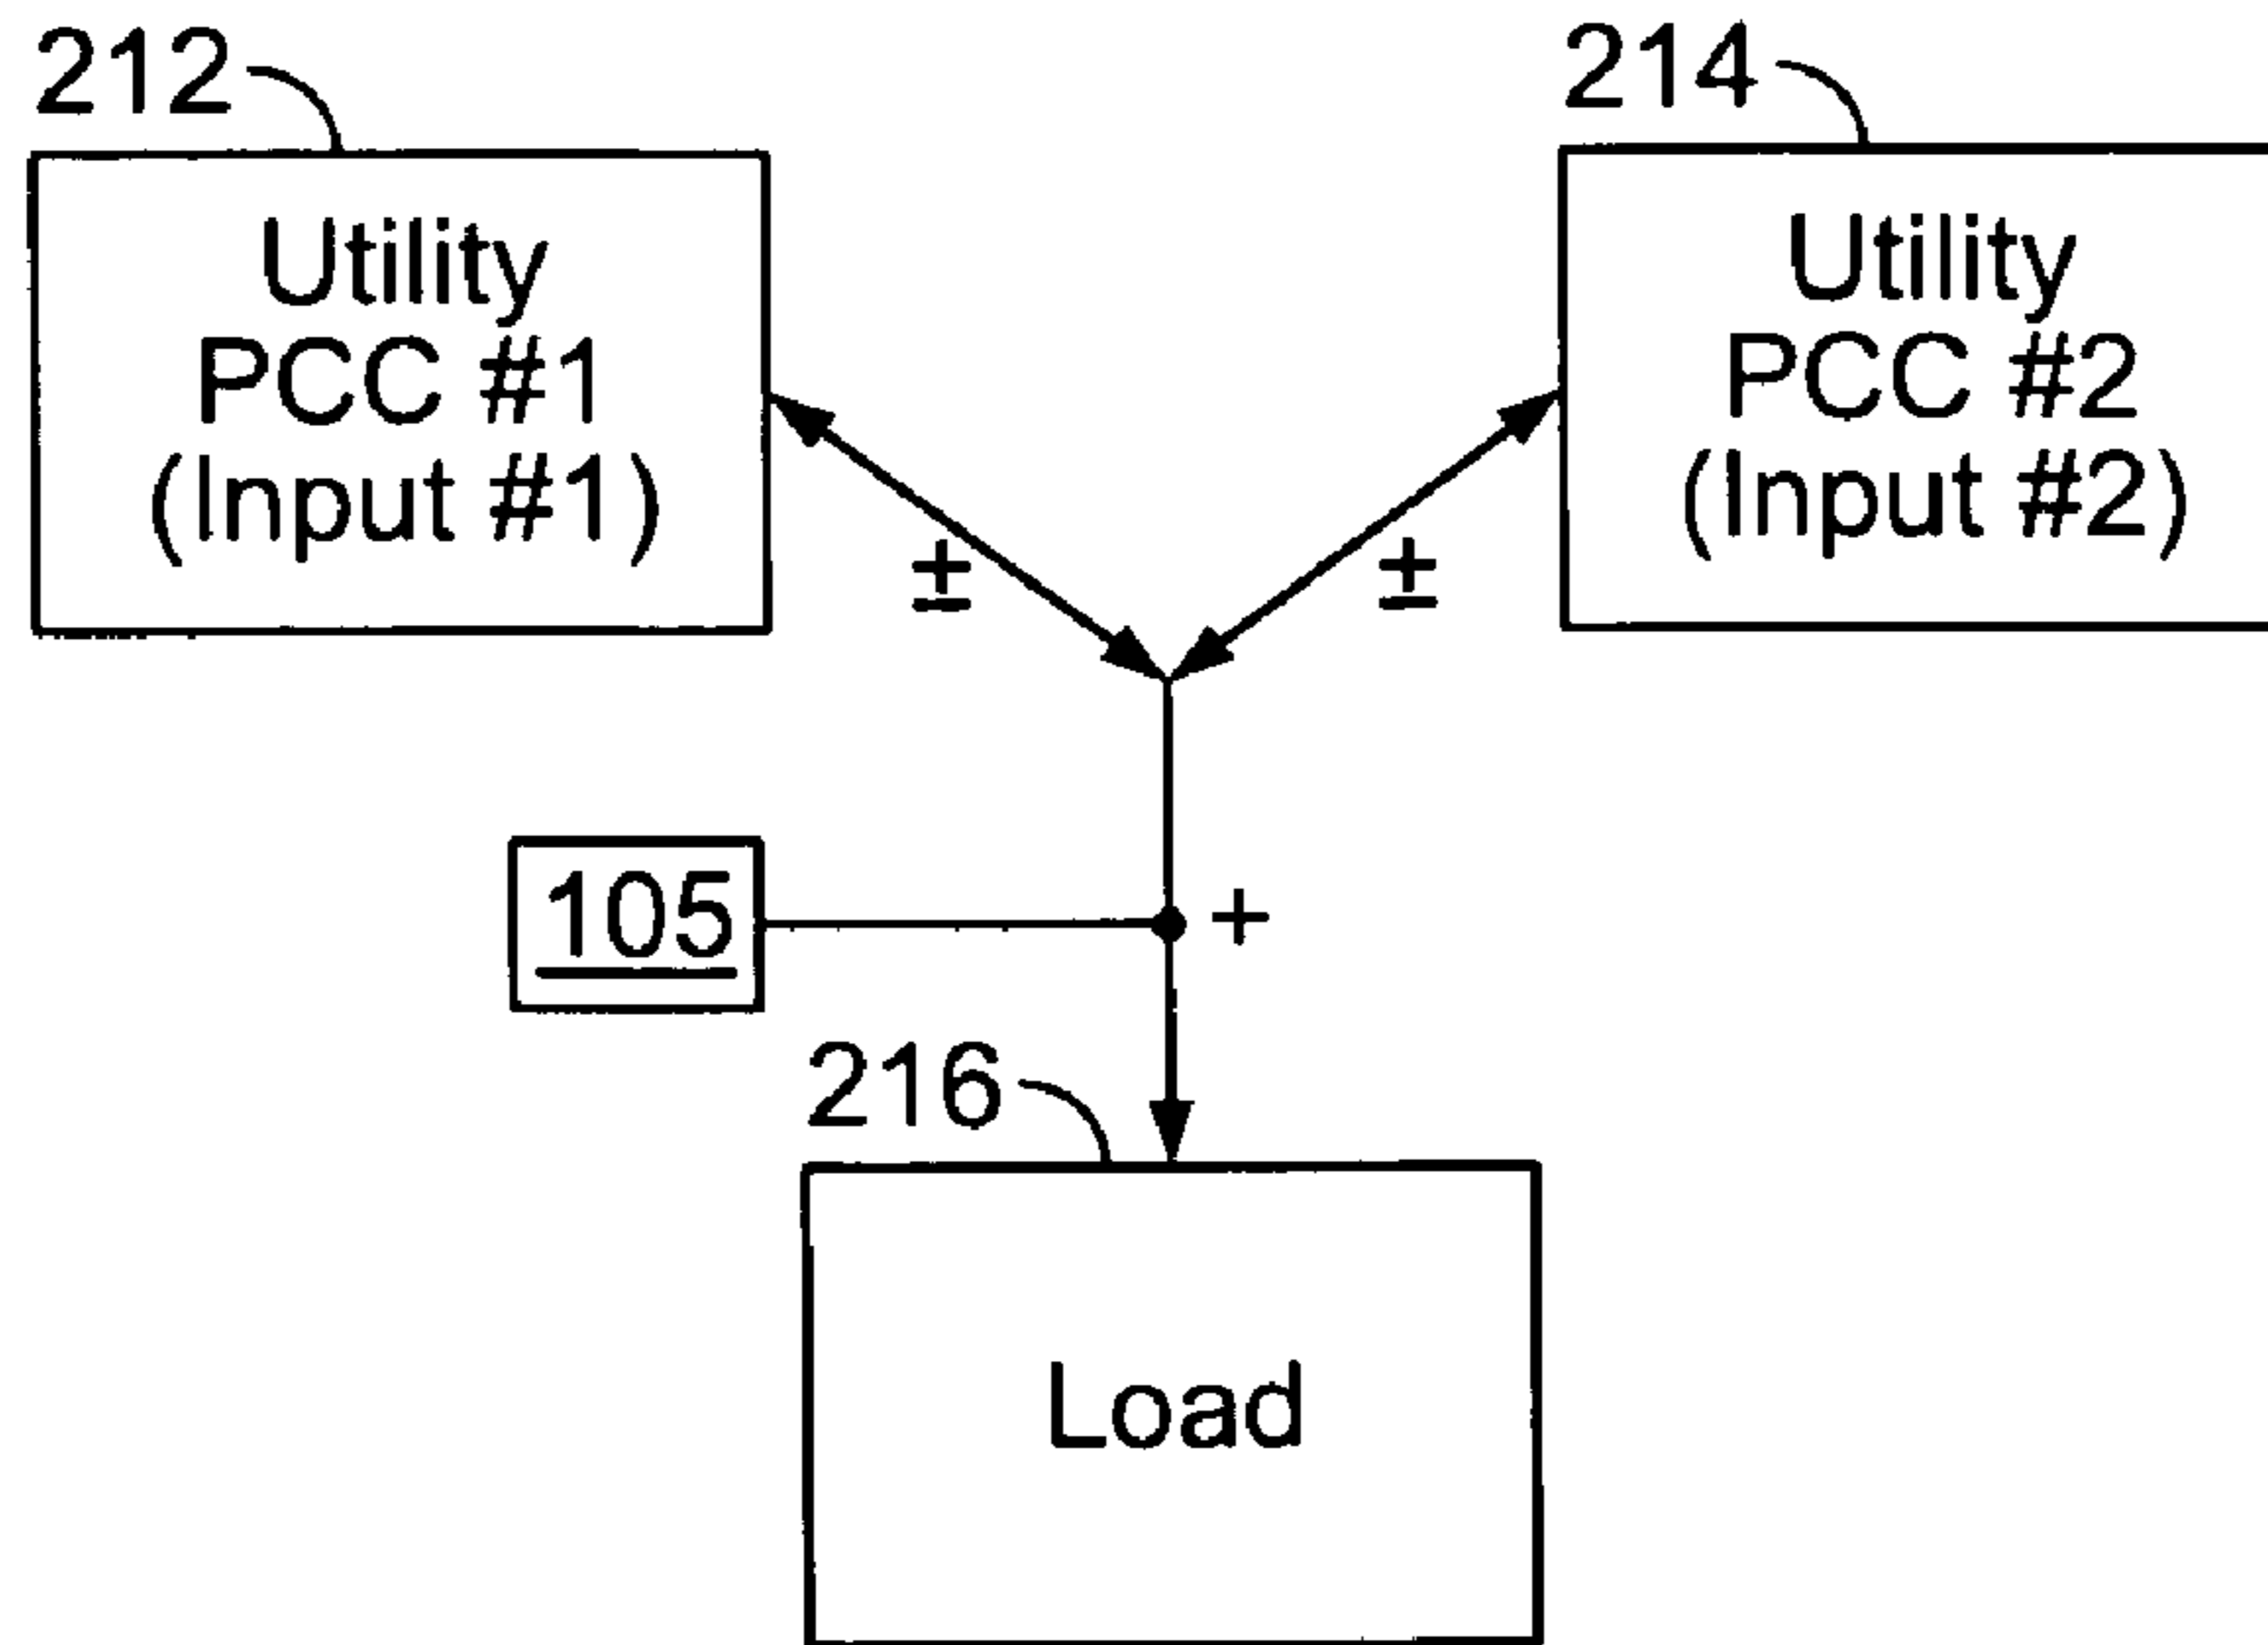 212
214
Utility
PCC #1
(Input #1)
Utility
PCC #2
(Input #2)
±
±
105
+
216
Load